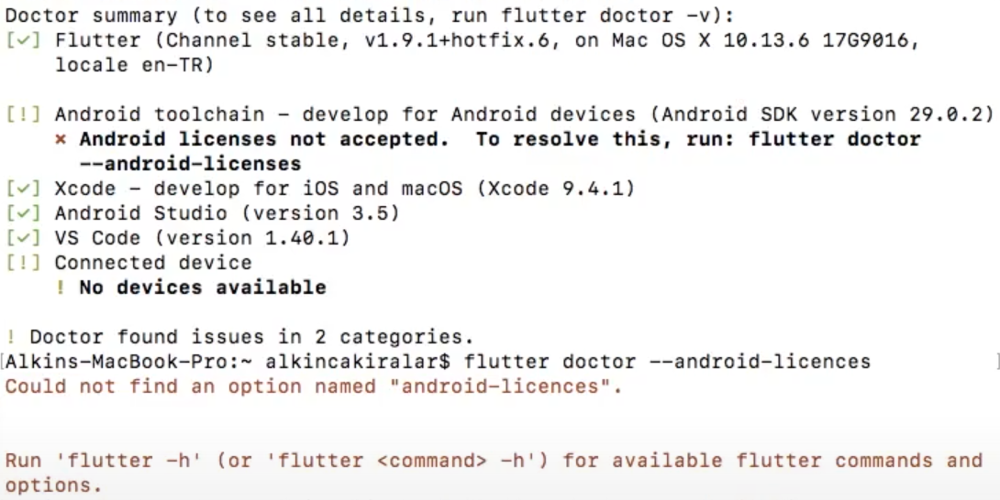 Doctor summary (to see all details, run flutter doctor -v):
[✓] Flutter (Channel stable, v1.9.1+hotfix.6, on Mac OS X 10.13.6 17G9016,
    locale en-TR)

[!] Android toolchain - develop for Android devices (Android SDK version 29.0.2)
    ✗ Android licenses not accepted.  To resolve this, run: flutter doctor
      --android-licenses
[✓] Xcode - develop for iOS and macOS (Xcode 9.4.1)
[✓] Android Studio (version 3.5)
[✓] VS Code (version 1.40.1)
[!] Connected device
    ! No devices available

! Doctor found issues in 2 categories.
[Alkins-MacBook-Pro:~ alkincakiralar$ flutter doctor --android-licences ]
Could not find an option named "android-licences".


Run 'flutter -h' (or 'flutter <command> -h') for available flutter commands and
options.